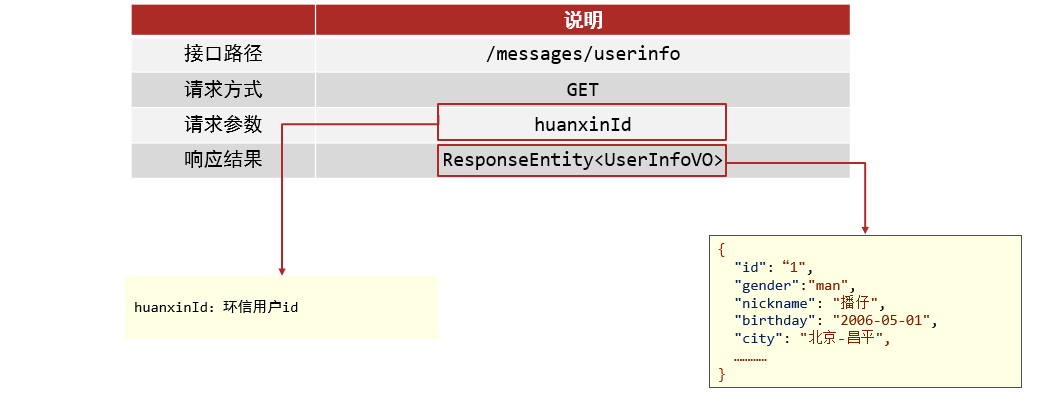 说明
接口路径 /messages/userinfo
请求方式 GET
请求参数 huanxinId
响应结果 ResponseEntity<UserInfoVO>
huanxinId: 环信用户id
{
"id": “1",
"gender":"man",
"nickname": "播仔",
"birthday": "2006-05-01",
"city": "北京-昌平",
…………
}